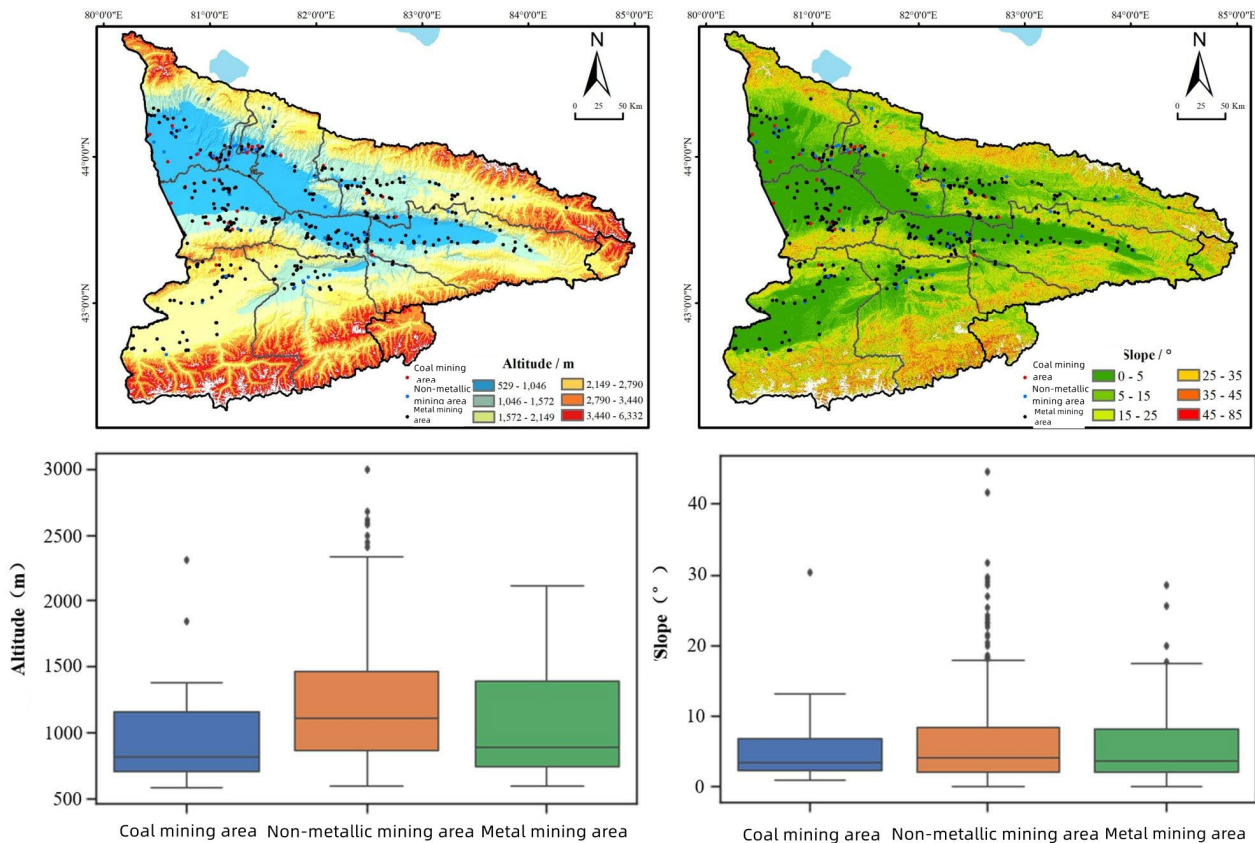 80°0'0"E 81°0'0"E 82°0'0"E 83°0'0"E 84°0'0"E 85°0'0"E
N
0 25 50 Km
44°0'0"N
43°0'0"N
Coal mining
area
Non-metallic
mining area
Metal mining
area
Altitude / m
529 - 1,046
1,046 - 1,572
1,572 - 2,149
2,149 - 2,790
2,790 - 3,440
3,440 - 6,332
80°0'0"E 81°0'0"E 82°0'0"E 83°0'0"E 84°0'0"E 85°0'0"E
N
0 25 50 Km
44°0'0"N
43°0'0"N
Coal mining
area
Non-metallic
mining area
Metal mining
area
Slope / °
0 - 5
5 - 15
15 - 25
25 - 35
35 - 45
45 - 85
Altitude（m）
3000
2500
2000
1500
1000
500
Coal mining area Non-metallic mining area Metal mining area
Slope（°）
40
30
20
10
0
Coal mining area Non-metallic mining area Metal mining area